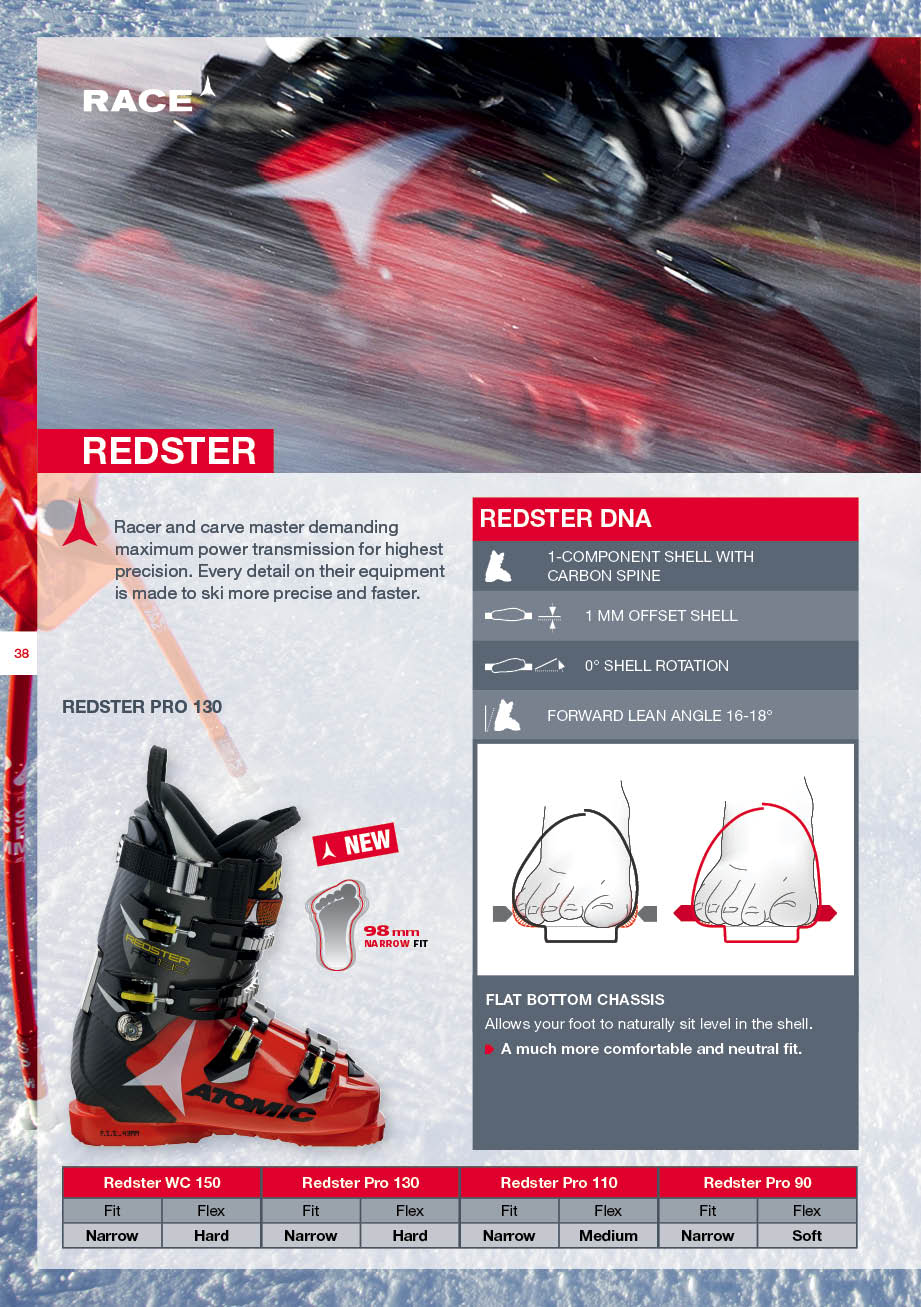 RACE
REDSTER
Racer and carve master demanding
maximum power transmission for highest
precision. Every detail on their equipment
is made to ski more precise and faster.
38
REDSTER PRO 130
NEW
98 mm
NARROW FIT
REDSTER
PRO 130
ATOMIC
F.I.S. 43MM
REDSTER DNA
1-COMPONENT SHELL WITH
CARBON SPINE
1 MM OFFSET SHELL
0° SHELL ROTATION
FORWARD LEAN ANGLE 16-18°
FLAT BOTTOM CHASSIS
Allows your foot to naturally sit level in the shell.
A much more comfortable and neutral fit.
Redster WC 150 Redster Pro 130 Redster Pro 110 Redster Pro 90
Fit Flex Fit Flex Fit Flex Fit Flex
Narrow Hard Narrow Hard Narrow Medium Narrow Soft